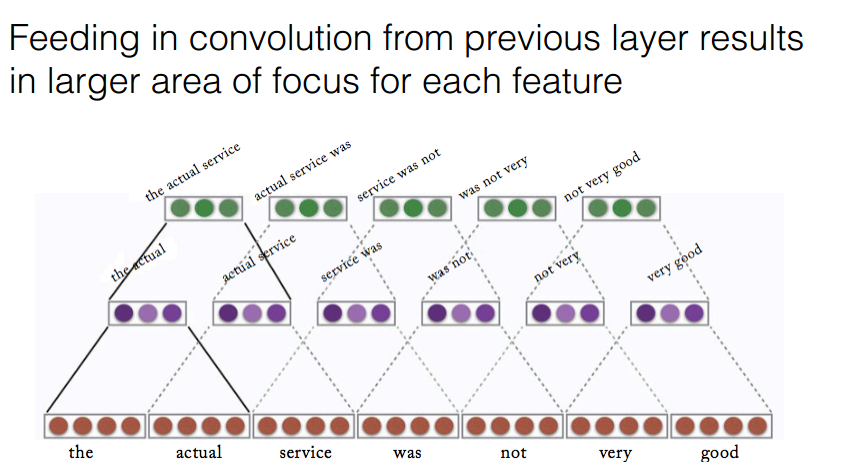 Feeding in convolution from previous layer results
in larger area of focus for each feature
the actual service
actual service was
service was not
was not very
not very good
the actual
actual service
service was
was not
not very
very good
the
actual
service
was
not
very
good